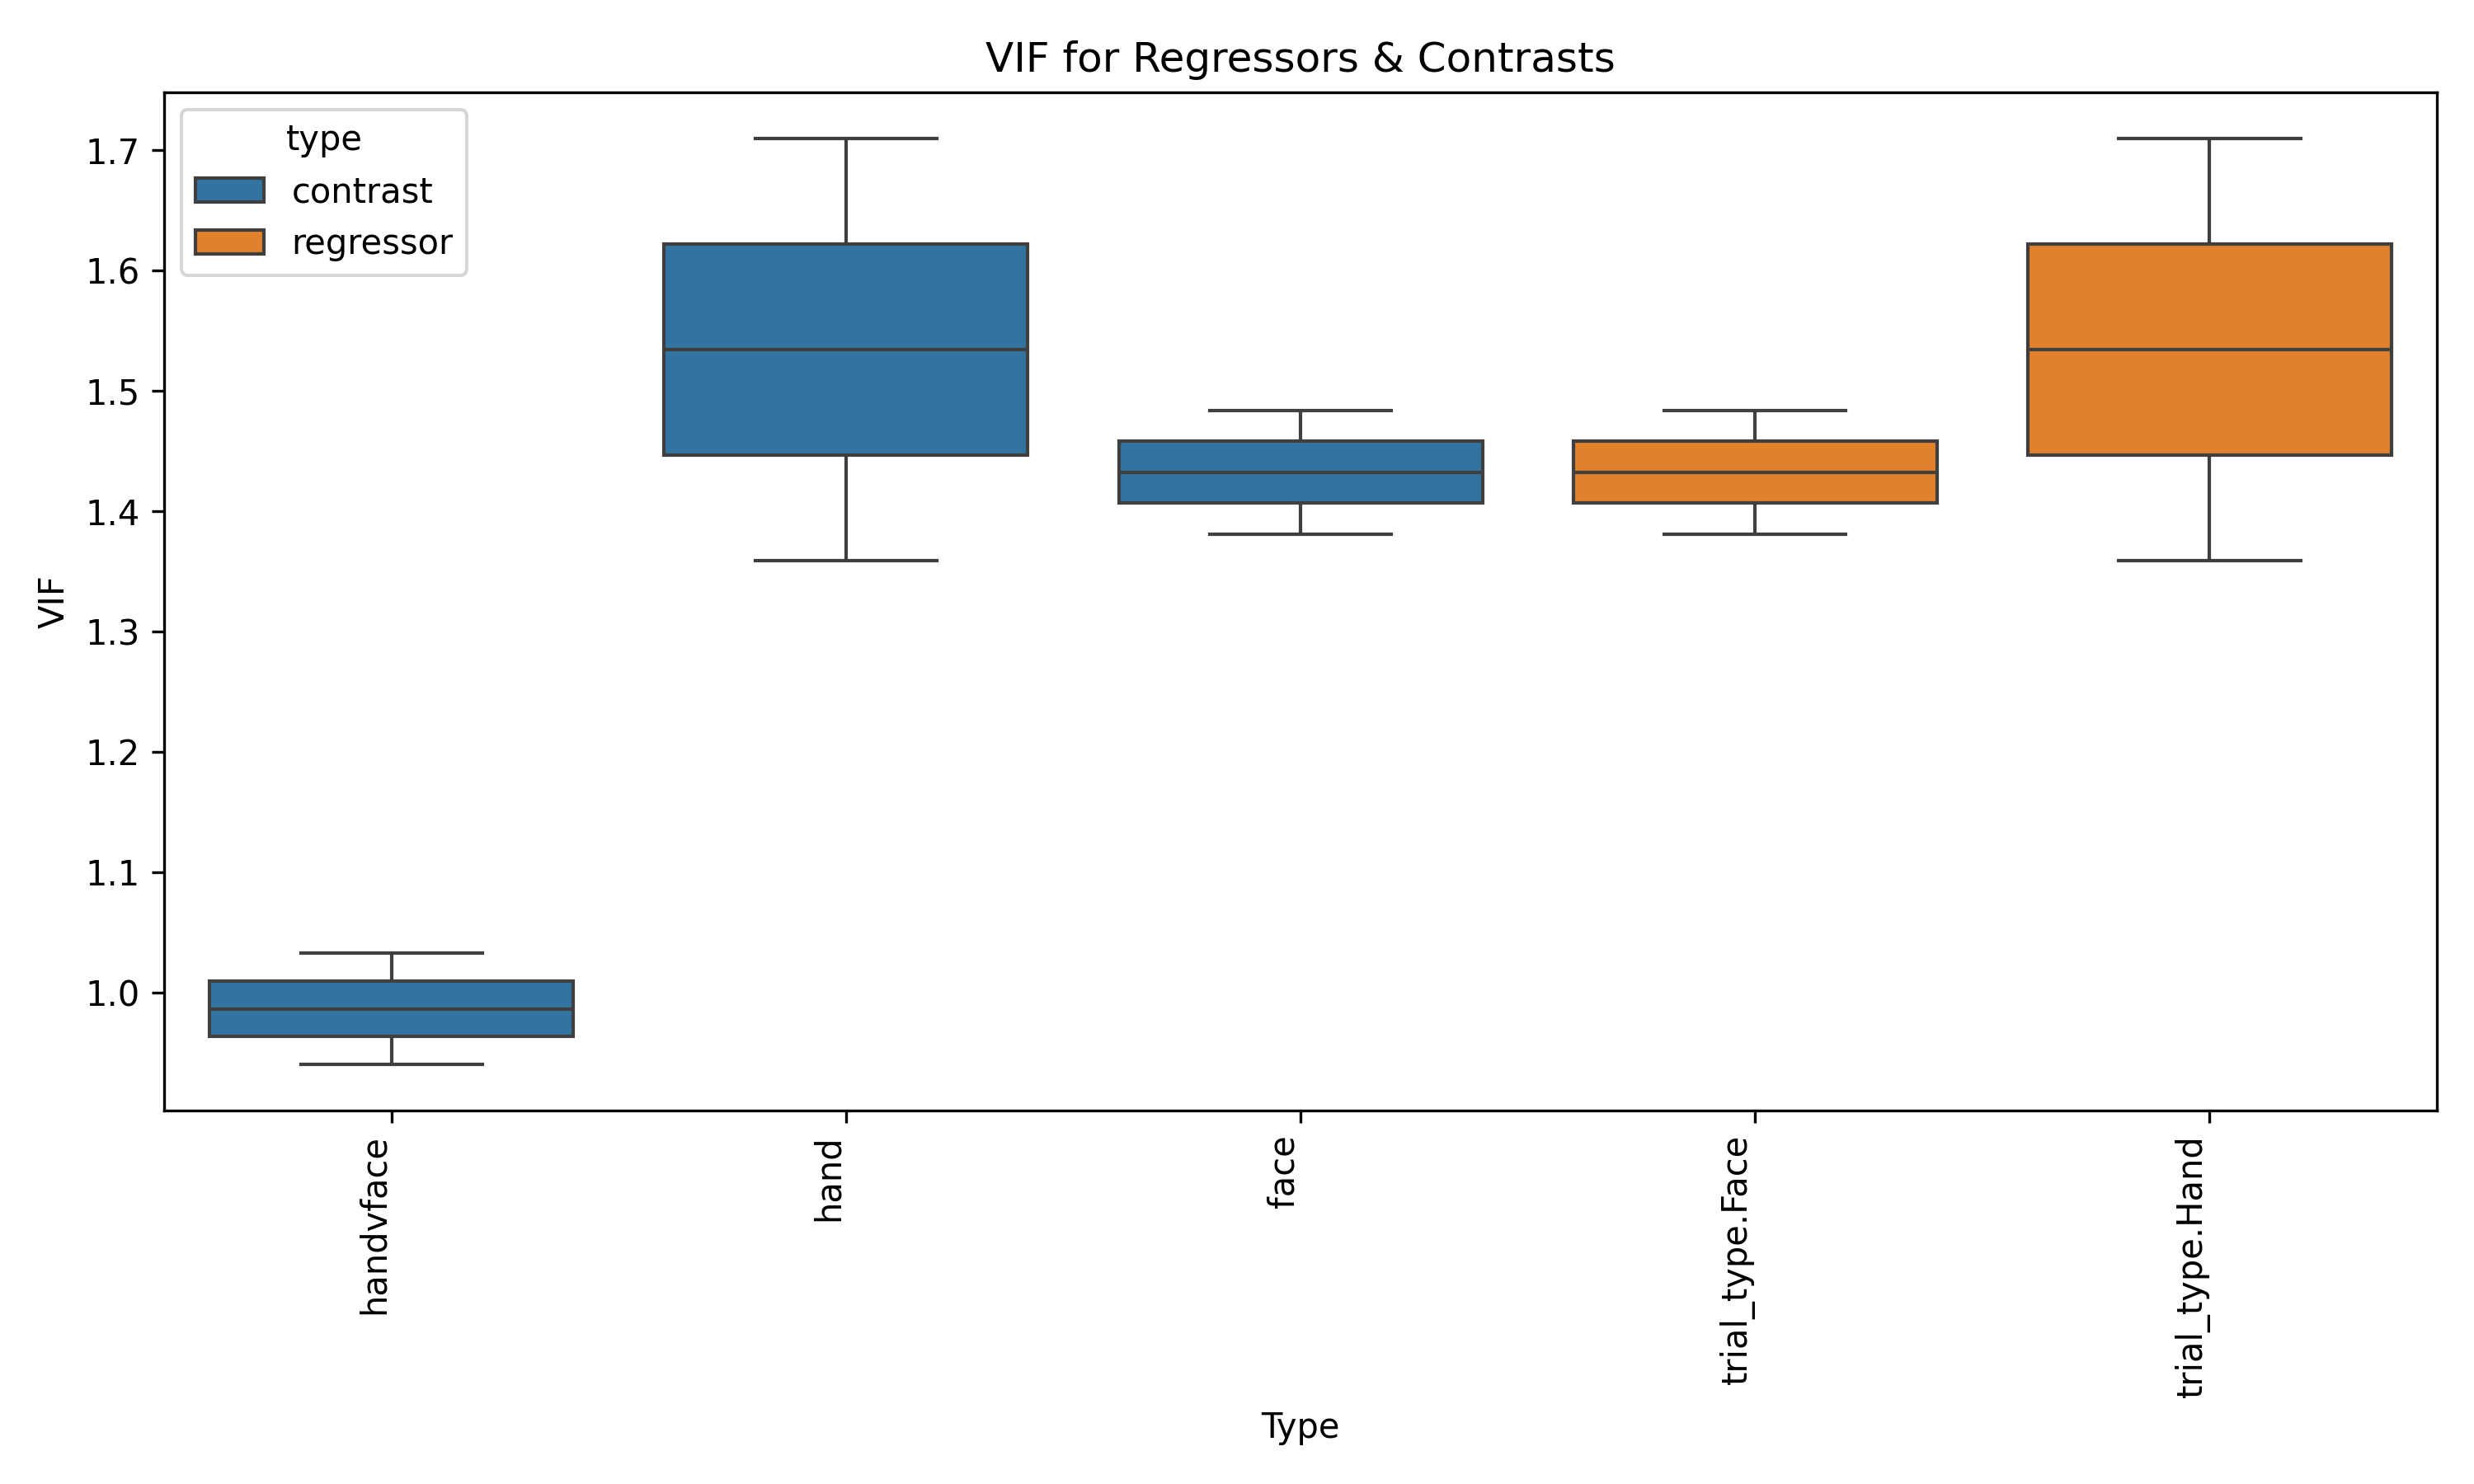 VIF for Regressors & Contrasts
type
contrast
regressor
1.7
1.6
1.5
1.4
1.3
1.2
1.1
1.0
VIF
handvface
hand
face
trial_type.Face
trial_type.Hand
Type